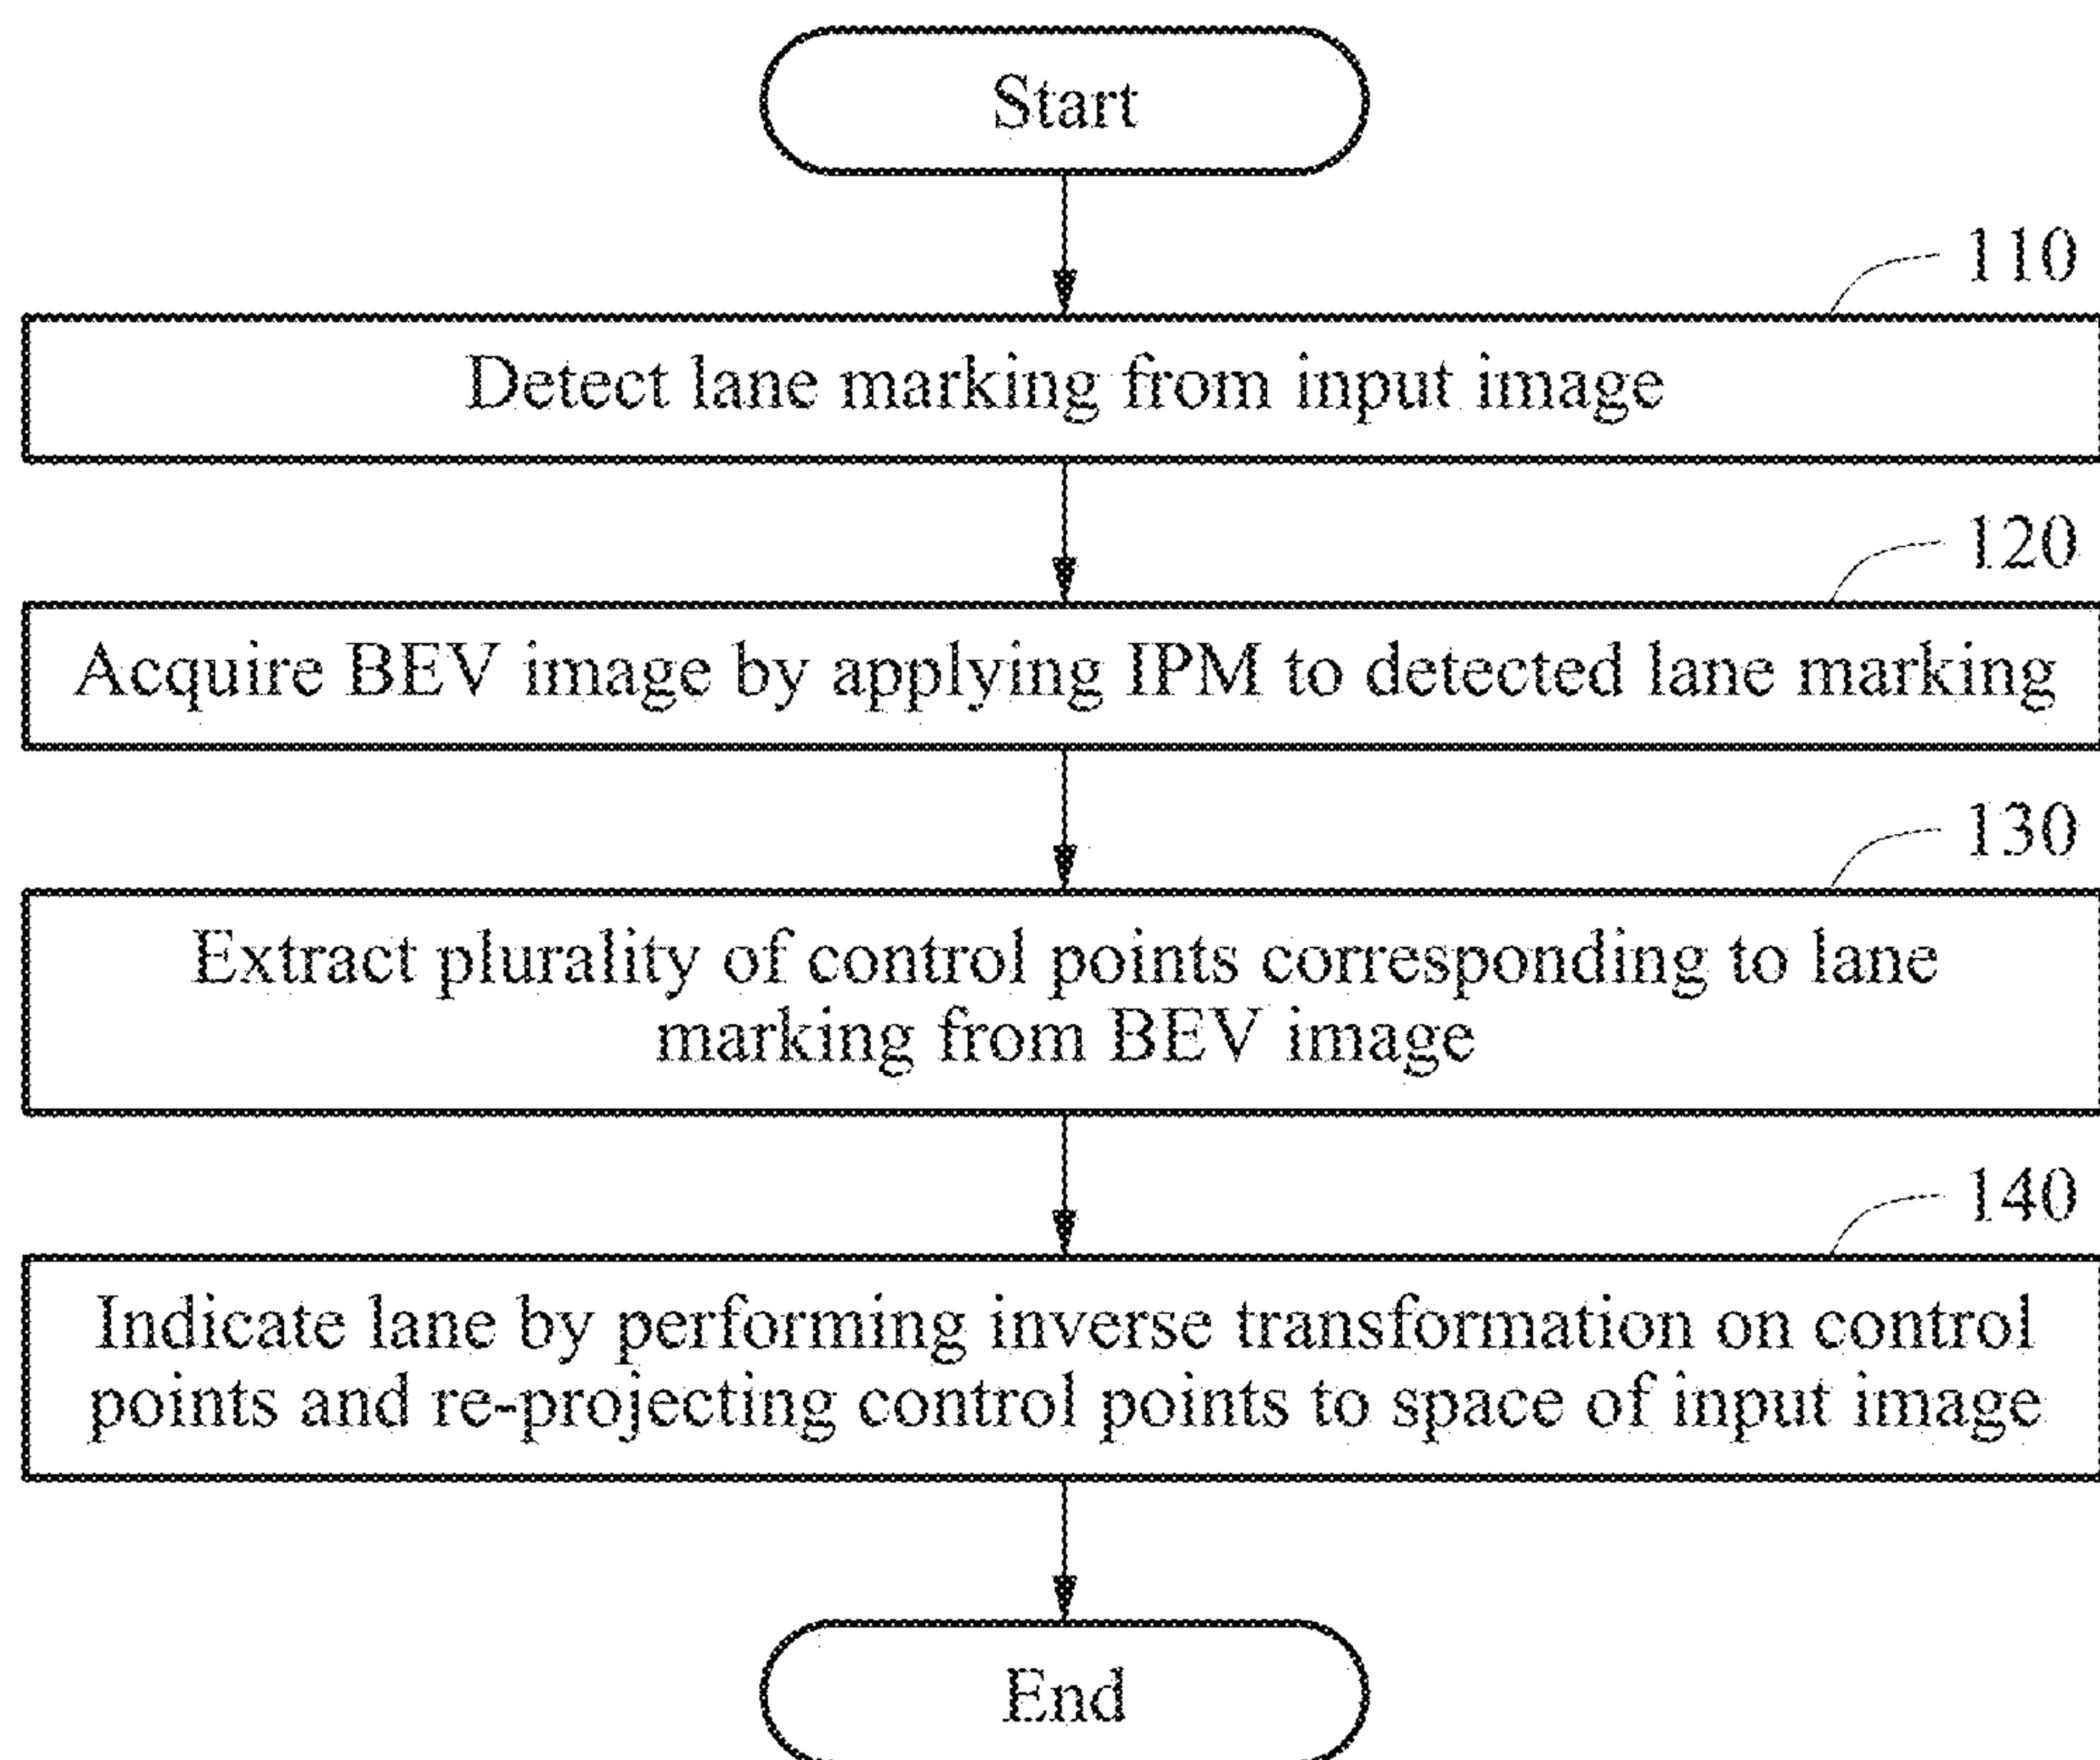 Start
110
Detect lane marking from input image
120
Acquire BEV image by applying IPM to detected lane marking
130
Extract plurality of control points corresponding to lane
marking from BEV image
140
Indicate lane by performing inverse transformation on control
points and re-projecting control points to space of input image
End